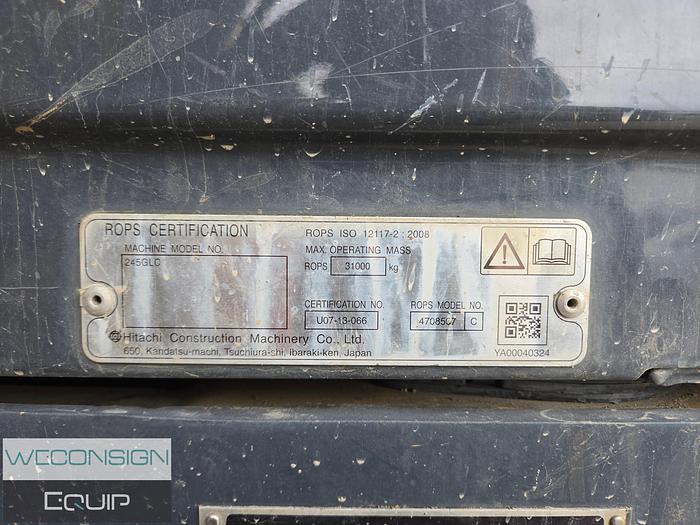 ROPS CERTIFICATION
ROPS ISO 12117-2 : 2008
MACHINE MODEL NO.
245GLC
MAX. OPERATING MASS
ROPS 31000 kg
CERTIFICATION NO.
U07-13-066
ROPS MODEL NO.
4708507 C
Hitachi Construction Machinery Co., Ltd.
650, Kandatsu-machi, Tsuchiura-shi, Ibaraki-ken, Japan
YA00040324
WECONSIGN
EQUIP